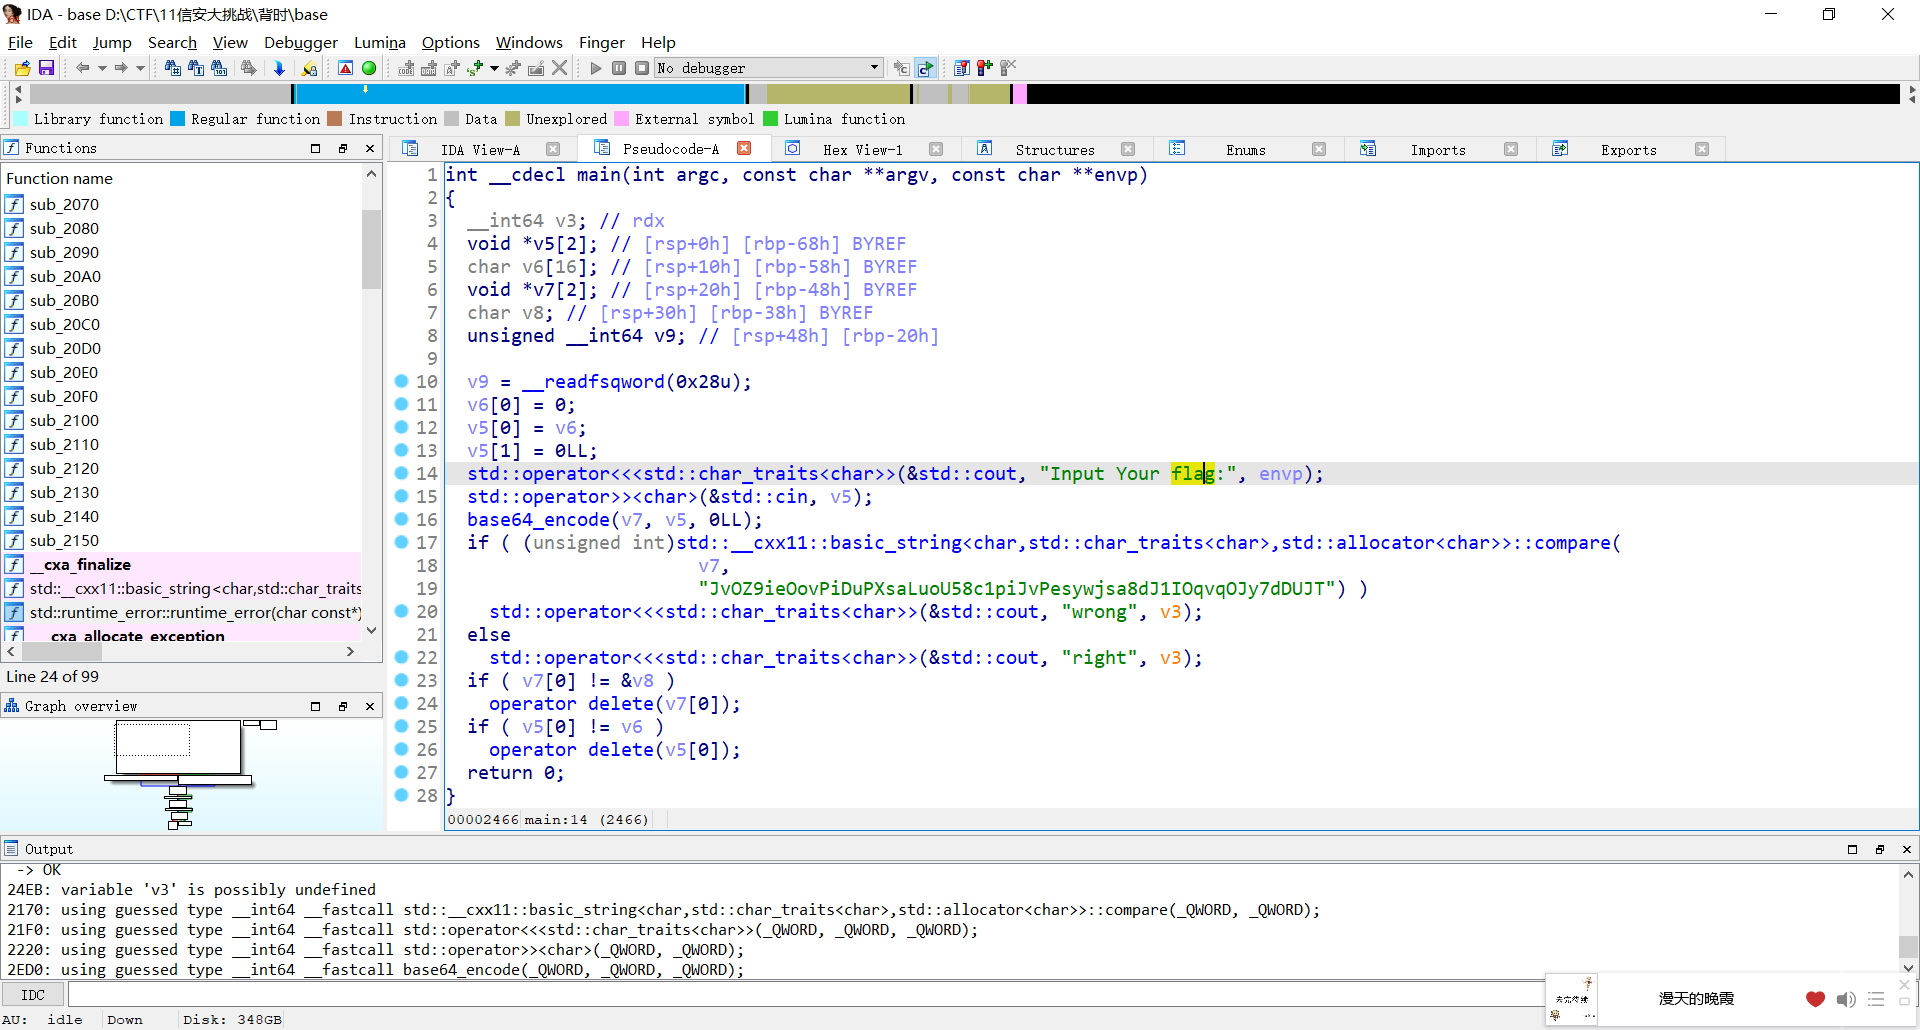 IDA - base D:\CTF\11信安大挑战\背时\base
File Edit Jump Search View Debugger Lumina Options Windows Finger Help
No debugger
Library function Regular function Instruction Data Unexplored External symbol Lumina function
Functions
Function name
sub_2070
sub_2080
sub_2090
sub_20A0
sub_20B0
sub_20C0
sub_20D0
sub_20E0
sub_20F0
sub_2100
sub_2110
sub_2120
sub_2130
sub_2140
sub_2150
__cxa_finalize
std::__cxx11::basic_string<char,std::char_traits
std::runtime_error::runtime_error(char const*)
__cxa_allocate_exception
Line 24 of 99
Graph overview
IDA View-A Pseudocode-A Hex View-1 Structures Enums Imports Exports
1 int __cdecl main(int argc, const char **argv, const char **envp)
2 {
3 __int64 v3; // rdx
4 void *v5[2]; // [rsp+0h] [rbp-68h] BYREF
5 char v6[16]; // [rsp+10h] [rbp-58h] BYREF
6 void *v7[2]; // [rsp+20h] [rbp-48h] BYREF
7 char v8; // [rsp+30h] [rbp-38h] BYREF
8 unsigned __int64 v9; // [rsp+48h] [rbp-20h]
9
10 v9 = __readfsqword(0x28u);
11 v6[0] = 0;
12 v5[0] = v6;
13 v5[1] = 0LL;
14 std::operator<<<std::char_traits<char>>(&std::cout, "Input Your flag:", envp);
15 std::operator>><char>(&std::cin, v5);
16 base64_encode(v7, v5, 0LL);
17 if ( (unsigned int)std::__cxx11::basic_string<char,std::char_traits<char>,std::allocator<char>>::compare(
18 v7,
19 "JvOZ9ieOovPiDuPXsaLuoU58c1piJvPesywjsa8dJ1IOqvqOJy7dDUJT") )
20 std::operator<<<std::char_traits<char>>(&std::cout, "wrong", v3);
21 else
22 std::operator<<<std::char_traits<char>>(&std::cout, "right", v3);
23 if ( v7[0] != &v8 )
24 operator delete(v7[0]);
25 if ( v5[0] != v6 )
26 operator delete(v5[0]);
27 return 0;
28 }
00002466 main:14 (2466)
Output
-> OK
24EB: variable 'v3' is possibly undefined
2170: using guessed type __int64 __fastcall std::__cxx11::basic_string<char,std::char_traits<char>,std::allocator<char>>::compare(_QWORD, _QWORD);
21F0: using guessed type __int64 __fastcall std::operator<<<std::char_traits<char>>(_QWORD, _QWORD, _QWORD);
2220: using guessed type __int64 __fastcall std::operator>><char>(_QWORD, _QWORD);
2ED0: using guessed type __int64 __fastcall base64_encode(_QWORD, _QWORD, _QWORD);
IDC
漫天的晚霞
AU: idle Down Disk: 348GB